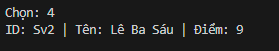 Chọn: 4
ID: Sv2 | Tên: Lê Ba Sáu | Điểm: 9